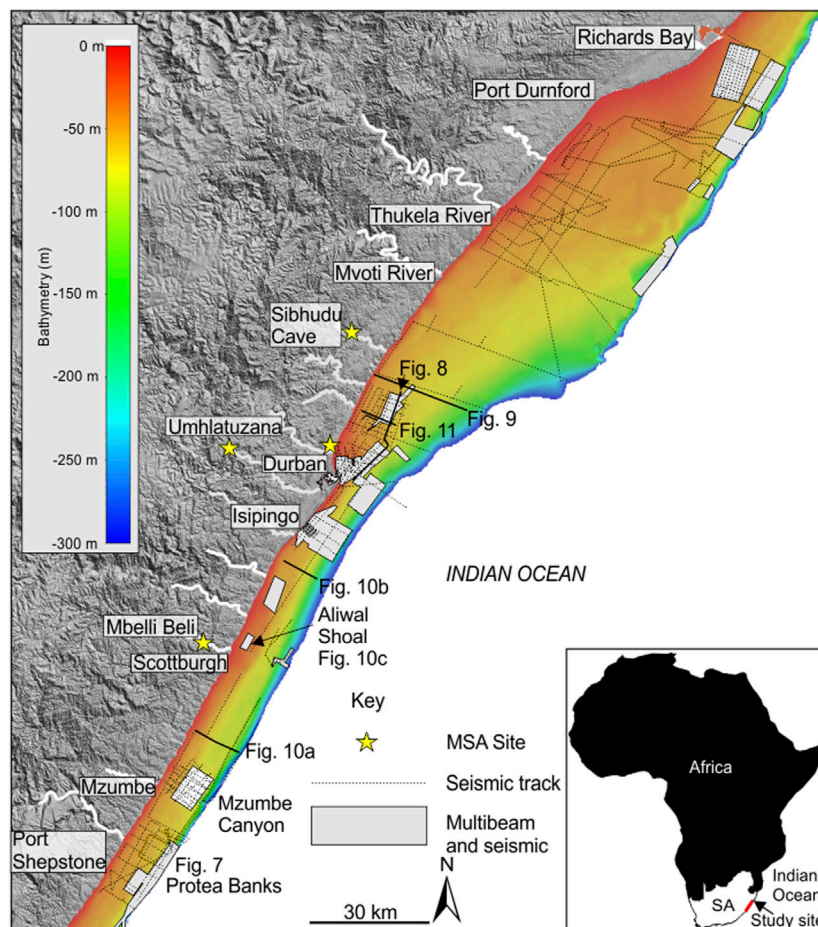 0 m
-50 m
-100 m
-150 m
-200 m
-250 m
-300 m
Bathymetry (m)
Richards Bay
Port Durnford
Thukela River
Mvoti River
Sibhudu
Cave
Fig. 8
Fig. 9
Fig. 11
Umhlatuzana
Durban
Isipingo
INDIAN OCEAN
Fig. 10b
Aliwal
Shoal
Fig. 10c
Mbelli Beli
Scottburgh
Fig. 10a
Mzumbe
Mzumbe
Canyon
Port
Shepstone
Fig. 7
Protea Banks
Key
MSA Site
Seismic track
Multibeam
and seismic
N
30 km
Africa
SA
Indian
Ocean
Study site